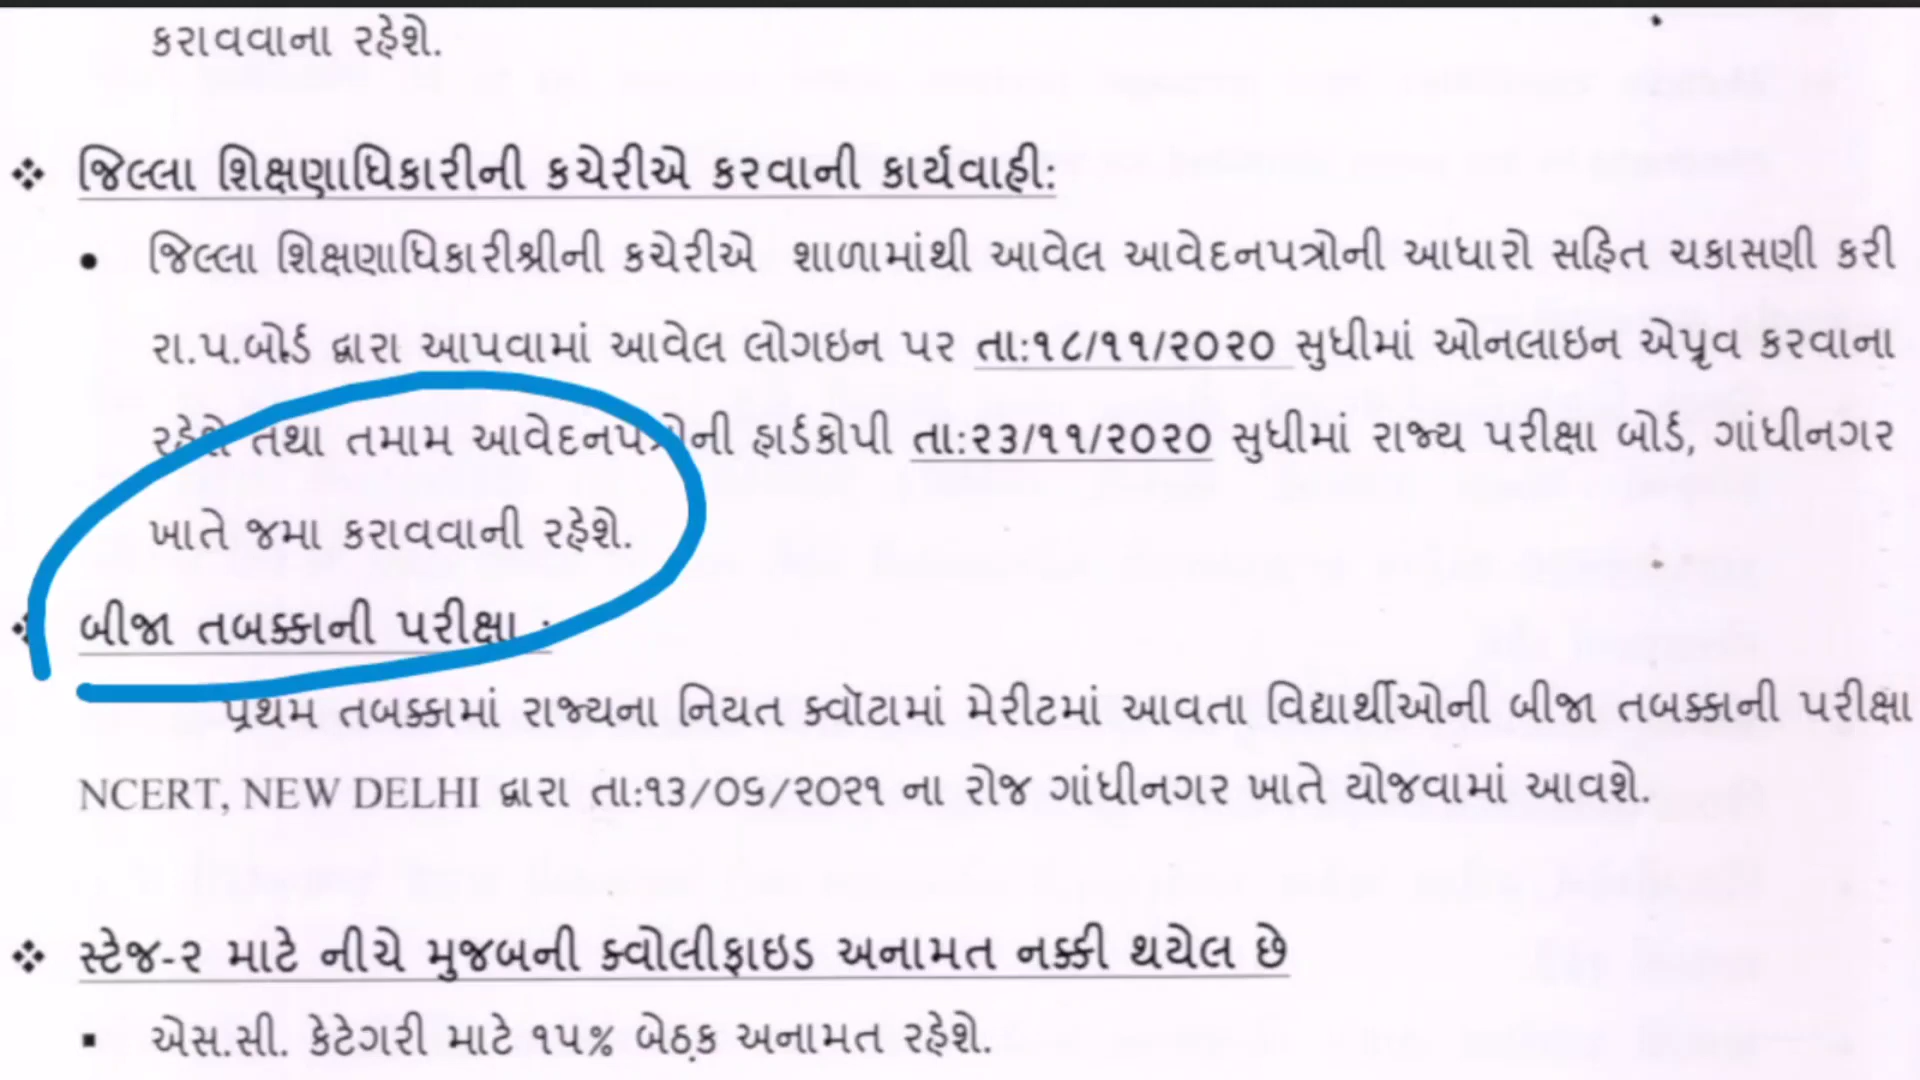 કરાવવાના રહેશે.
❖ જિલ્લા શિક્ષણાધિકારીની કચેરીએ કરવાની કાર્યવાહી:
• જિલ્લા શિક્ષણાધિકારીશ્રીની કચેરીએ શાળામાંથી આવેલ આવેદનપત્રોની આધારો સહિત ચકાસણી કરી
રા.પ.બોર્ડ દ્વારા આપવામાં આવેલ લોગઇન પર તા:૧૮/૧૧/૨૦૨૦ સુધીમાં ઓનલાઇન એપ્રૃવ કરવાના
રહેશે તથા તમામ આવેદનપત્રોની હાર્ડકોપી તા:૨૩/૧૧/૨૦૨૦ સુધીમાં રાજ્ય પરીક્ષા બોર્ડ, ગાંધીનગર
ખાતે જમા કરાવવાની રહેશે.
❖ બીજા તબક્કાની પરીક્ષા :
પ્રથમ તબક્કામાં રાજ્યના નિયત ક્વૉટામાં મેરીટમાં આવતા વિદ્યાર્થીઓની બીજા તબક્કાની પરીક્ષા
NCERT, NEW DELHI દ્વારા તા:૧૩/૦૬/૨૦૨૧ ના રોજ ગાંધીનગર ખાતે યોજવામાં આવશે.
❖ સ્ટેજ-૨ માટે નીચે મુજબની ક્વોલીફાઇડ અનામત નક્કી થયેલ છે
▪ એસ.સી. કેટેગરી માટે ૧૫% બેઠક અનામત રહેશે.